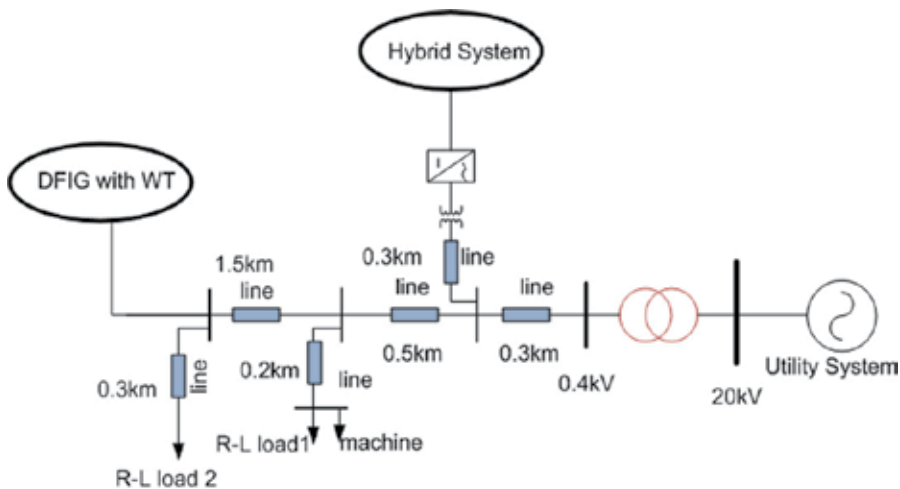 Hybrid System
DFIG with WT
1.5km
line
0.3km
line
line
line
0.5km
0.3km
0.4kV
20kV
Utility System
0.3km
line
0.2km
line
R-L load1
machine
R-L load 2